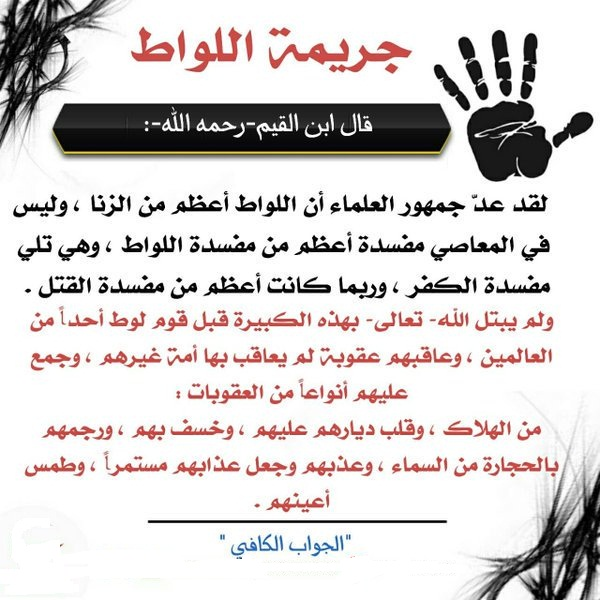 جريمة اللواط
قال ابن القيم-رحمه الله-:
لقد عدّ جمهور العلماء أن اللواط أعظم من الزنا ، وليس
في المعاصي مفسدة أعظم من مفسدة اللواط ، وهي تلي
مفسدة الكفر ، وربما كانت أعظم من مفسدة القتل .
ولم يبتل الله- تعالى- بهذه الكبيرة قبل قوم لوط أحداً من
العالمين ، وعاقبهم عقوبة لم يعاقب بها أمة غيرهم ، وجمع
عليهم أنواعاً من العقوبات :
من الهلاك ، وقلب ديارهم عليهم ، وخسف بهم ، ورجمهم
بالحجارة من السماء ، وعذبهم وجعل عذابهم مستمراً ، وطمس
أعينهم .
"الجواب الكافي "